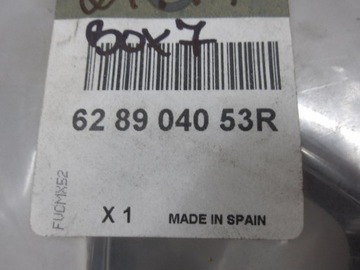 BOX 7
62 89 040 53R
FUCMX52
X 1
MADE IN SPAIN